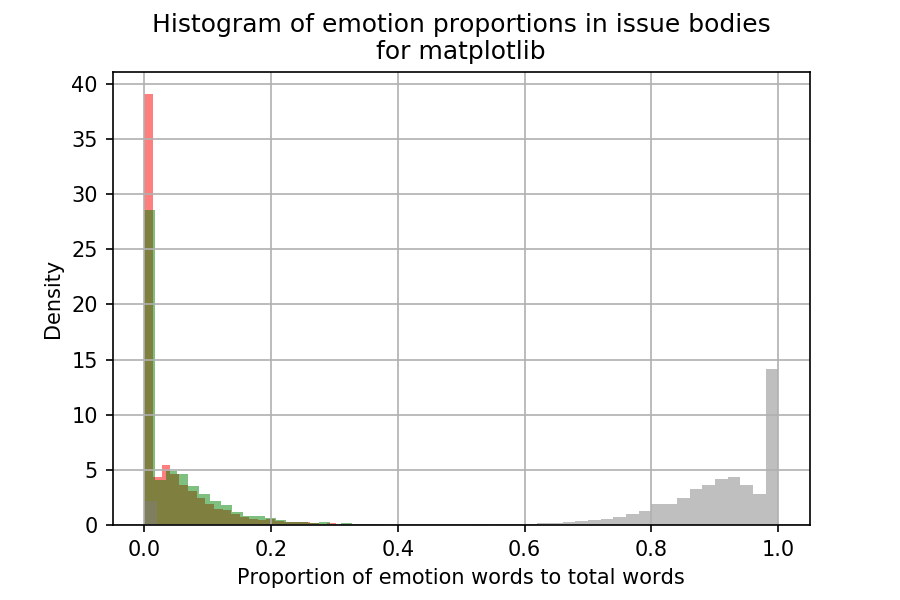 Histogram of emotion proportions in issue bodies
for matplotlib
40
35
30
25
20
15
10
5
0
Density
0.0 0.2 0.4 0.6 0.8 1.0
Proportion of emotion words to total words